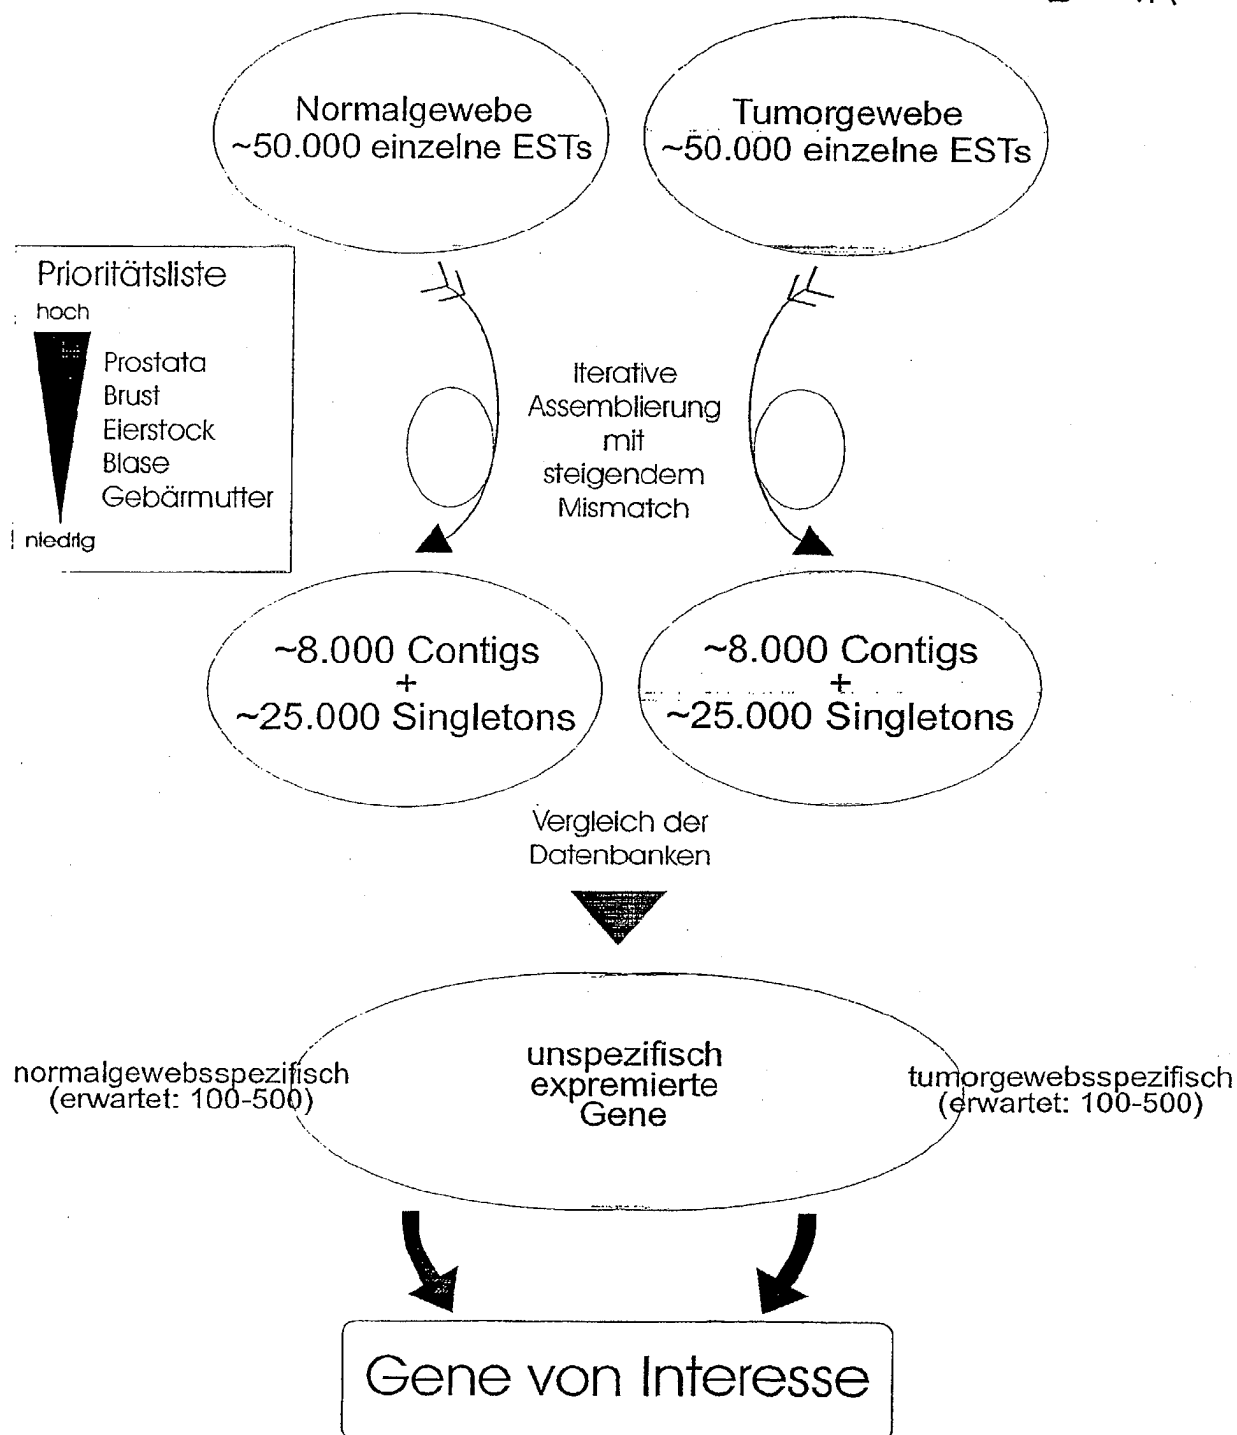 Normalgewebe
~50.000 einzelne ESTs
Tumorgewebe
~50.000 einzelne ESTs
Prioritätsliste
hoch
Prostata
Brust
Eierstock
Blase
Gebärmutter
niedrig
Iterative
Assemblierung
mit
steigendem
Mismatch
~8.000 Contigs
+
~25.000 Singletons
~8.000 Contigs
+
~25.000 Singletons
Vergleich der
Datenbanken
normalgewebsspezifisch
(erwartet: 100-500)
unspezifisch
expremierte
Gene
tumorgewebsspezifisch
(erwartet: 100-500)
Gene von Interesse